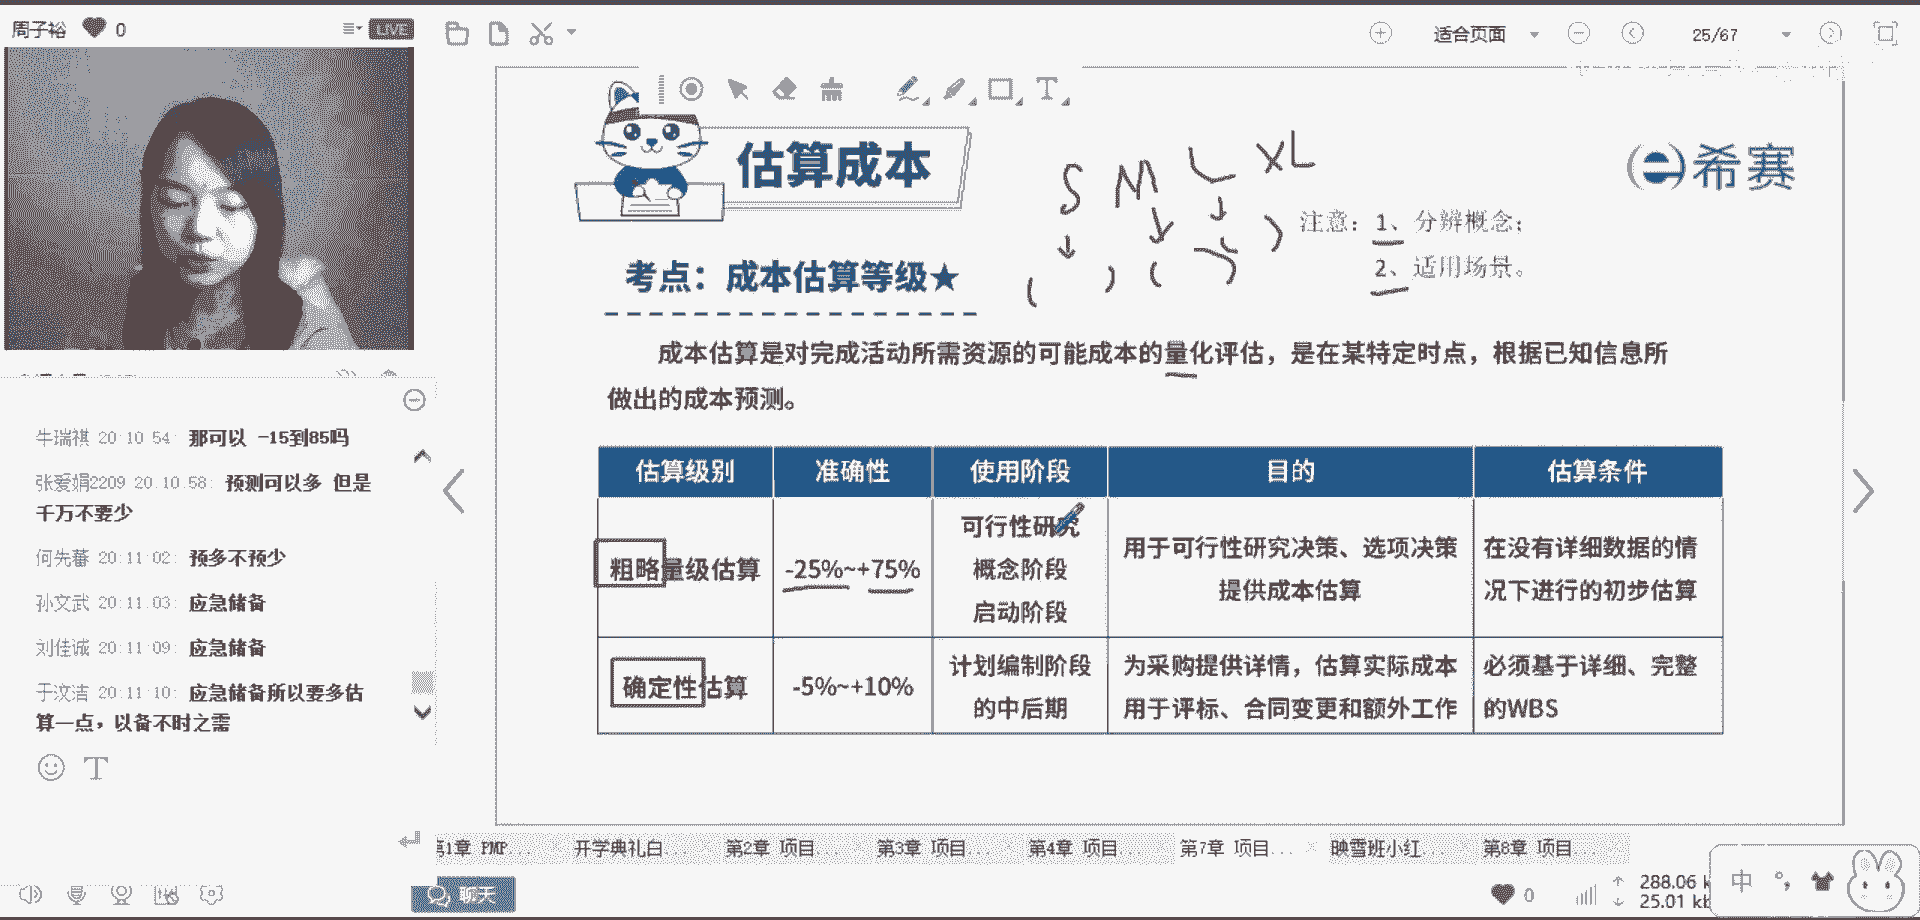 周子裕 0 LIVE
适合页面 25/67
估算成本
S M L XL
希赛
注意：1、分辨概念；
2、适用场景。
考点：成本估算等级★
成本估算是对完成活动所需资源的可能成本的量化评估，是在某特定时点，根据已知信息所
做出的成本预测。
估算级别 准确性 使用阶段 目的 估算条件
粗略量级估算 -25%~+75% 可行性研究
概念阶段
启动阶段 用于可行性研究决策、选项决策
提供成本估算 在没有详细数据的情
况下进行的初步估算
确定性估算 -5%~+10% 计划编制阶段
的中后期 为采购提供详情，估算实际成本
用于评标、合同变更和额外工作 必须基于详细、完整
的WBS
牛瑞祺 20:10:54: 那可以 -15到85吗
张爱娟2209 20:10:58: 预测可以多 但是
千万不要少
何先蕃 20:11:02: 预多不预少
孙文武 20:11:03: 应急储备
刘佳诚 20:11:09: 应急储备
于汶洁 20:11:10: 应急储备所以要多估
算一点，以备不时之需
第1章 PMP... 开学典礼白... 第2章 项目... 第3章 项目... 第4章 项目... 第7章 项目... 映雪班小红... 第8章 项目...
聊天
0 288.06 k
25.01 kb
中